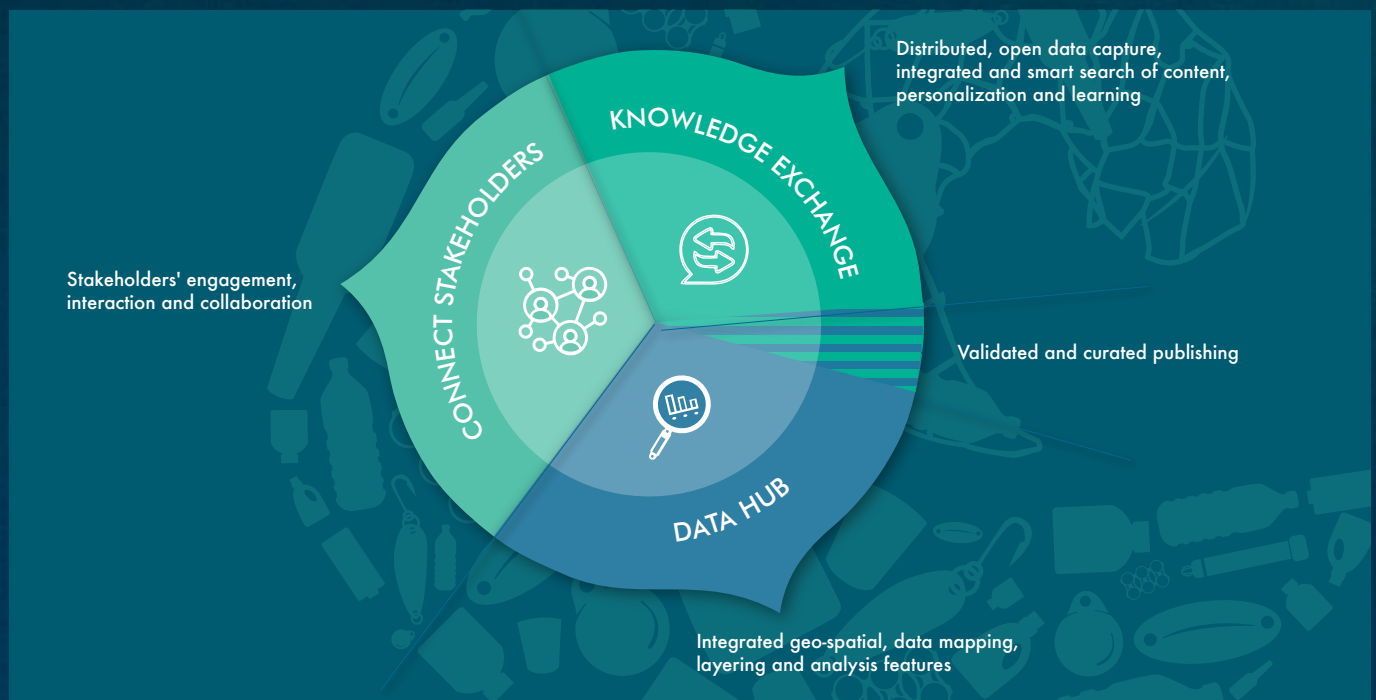 Distributed, open data capture,
integrated and smart search of content,
personalization and learning
KNOWLEDGE EXCHANGE
CONNECT STAKEHOLDERS
Stakeholders' engagement,
interaction and collaboration
Validated and curated publishing
DATA HUB
Integrated geo-spatial, data mapping,
layering and analysis features